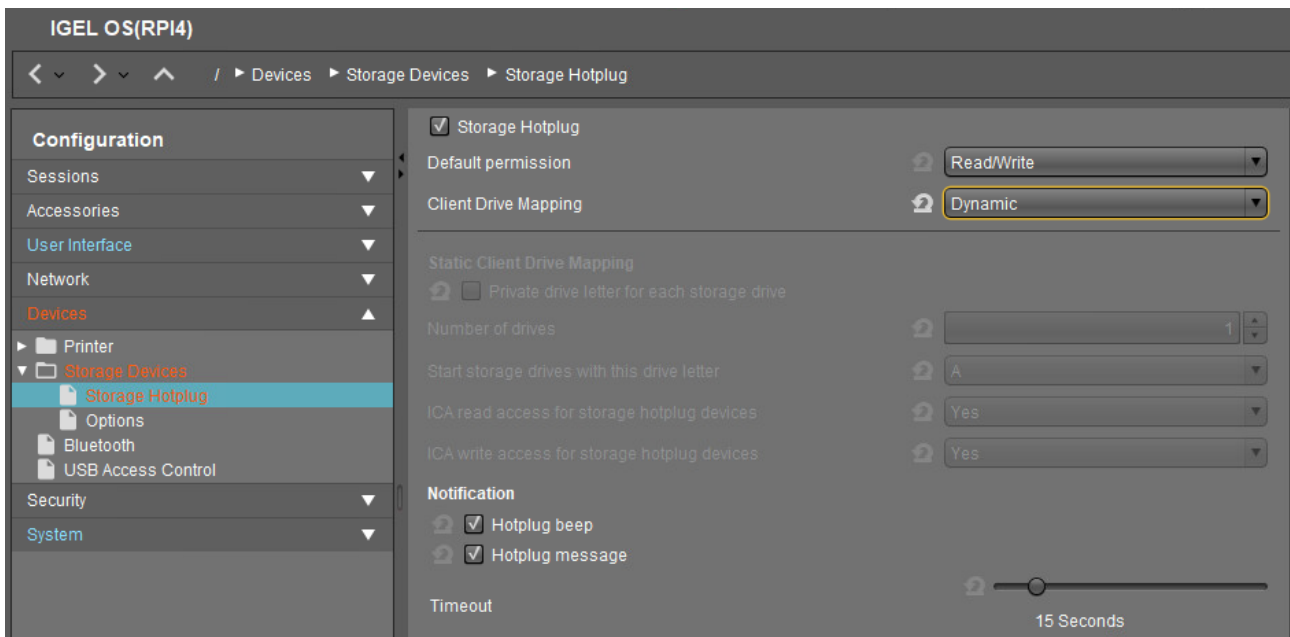 IGEL OS(RPI4)
/ Devices Storage Devices Storage Hotplug
Configuration
Sessions
Accessories
User Interface
Network
Devices
Printer
Storage Devices
Storage Hotplug
Options
Bluetooth
USB Access Control
Security
System
Storage Hotplug
Default permission Read/Write
Client Drive Mapping Dynamic
Static Client Drive Mapping
Private drive letter for each storage drive
Number of drives 1
Start storage drives with this drive letter A
ICA read access for storage hotplug devices Yes
ICA write access for storage hotplug devices Yes
Notification
Hotplug beep
Hotplug message
Timeout
15 Seconds